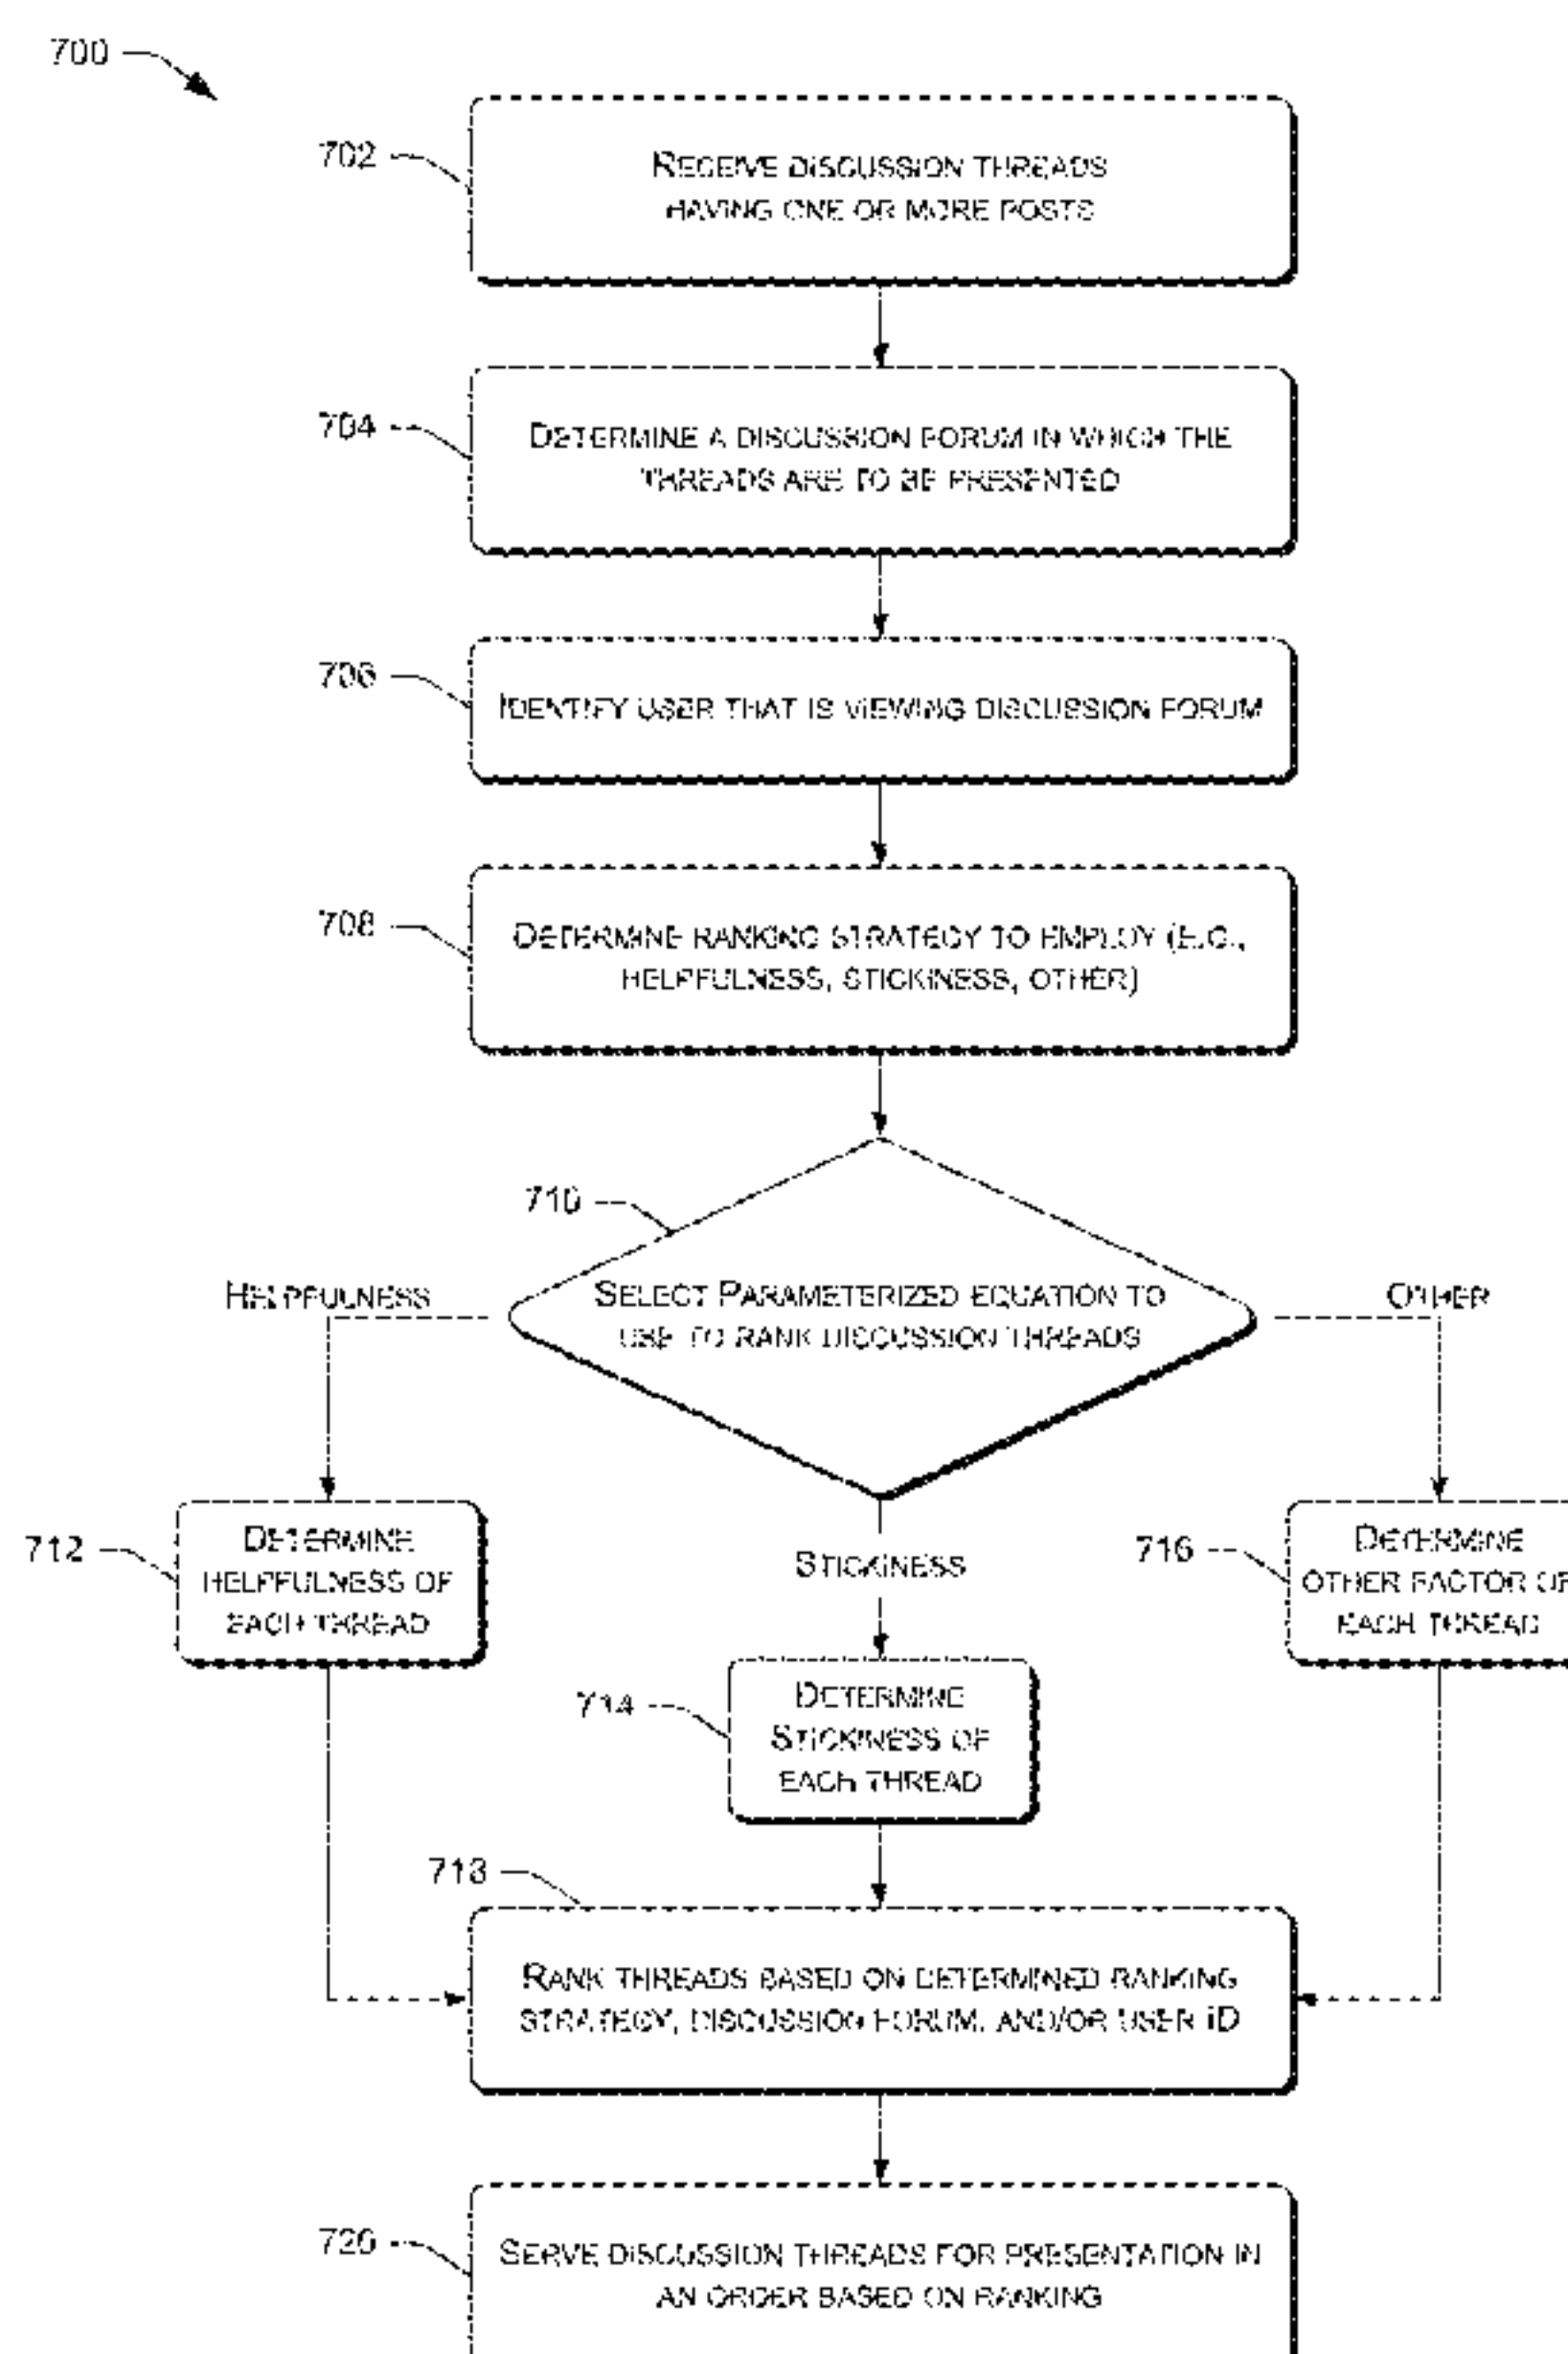 700
702
RECEIVE DISCUSSION THREADS
HAVING ONE OR MORE POSTS
704
DETERMINE A DISCUSSION FORUM IN WHICH THE
THREADS ARE TO BE PRESENTED
706
IDENTIFY USER THAT IS VIEWING DISCUSSION FORUM
708
DETERMINE RANKING STRATEGY TO EMPLOY (E.G.,
HELPFULNESS, STICKINESS, OTHER)
710
HELPFULNESS
SELECT PARAMETERIZED EQUATION TO
USE TO RANK DISCUSSION THREADS
OTHER
712
DETERMINE
HELPFULNESS OF
EACH THREAD
STICKINESS
716
DETERMINE
OTHER FACTOR OF
EACH THREAD
714
DETERMINE
STICKINESS OF
EACH THREAD
718
RANK THREADS BASED ON DETERMINED RANKING
STRATEGY, DISCUSSION FORUM, AND/OR USER ID
720
SERVE DISCUSSION THREADS FOR PRESENTATION IN
AN ORDER BASED ON RANKING